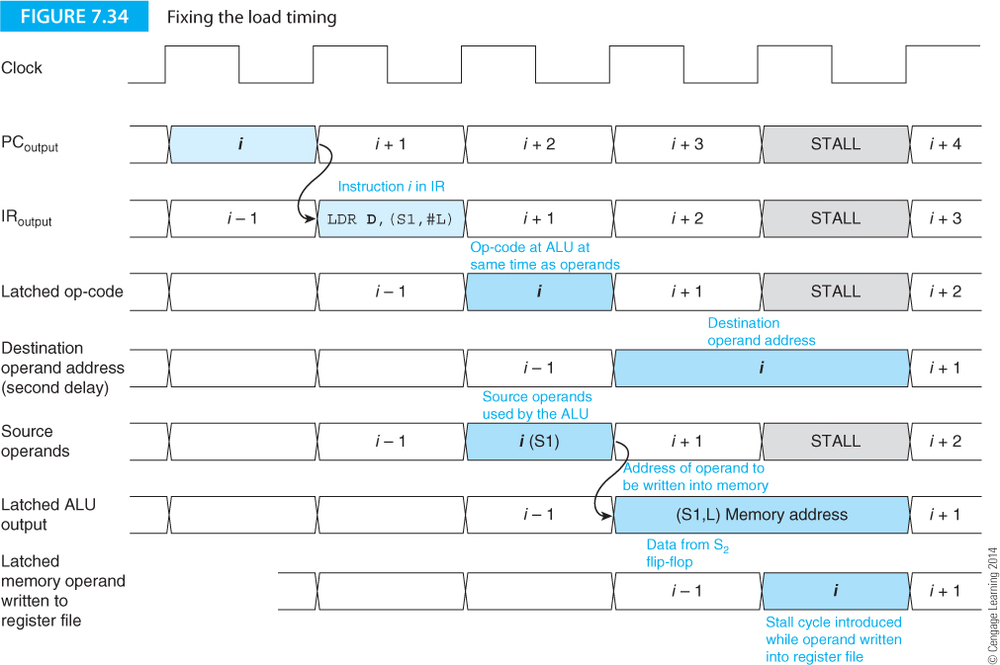 FIGURE 7.34 Fixing the load timing
Clock
PCoutput i i + 1 i + 2 i + 3 STALL i + 4
Instruction i in IR
IRoutput i – 1 LDR D,(S1,#L) i + 1 i + 2 i + 3
Op-code at ALU at
same time as operands
Latched op-code i – 1 i i + 1 STALL i + 2
Destination
operand address
Destination
operand address
(second delay)
i – 1 i i + 1
Source operands
used by the ALU
Source
operands
i – 1 i (S1) i + 1 STALL i + 2
Address of operand to
be written into memory
Latched ALU
output
i – 1 (S1,L) Memory address i + 1
Data from S2
flip-flop
Latched
memory operand
written to
register file
i – 1 i i + 1
Stall cycle introduced
while operand written
into register file
© Cengage Learning 2014